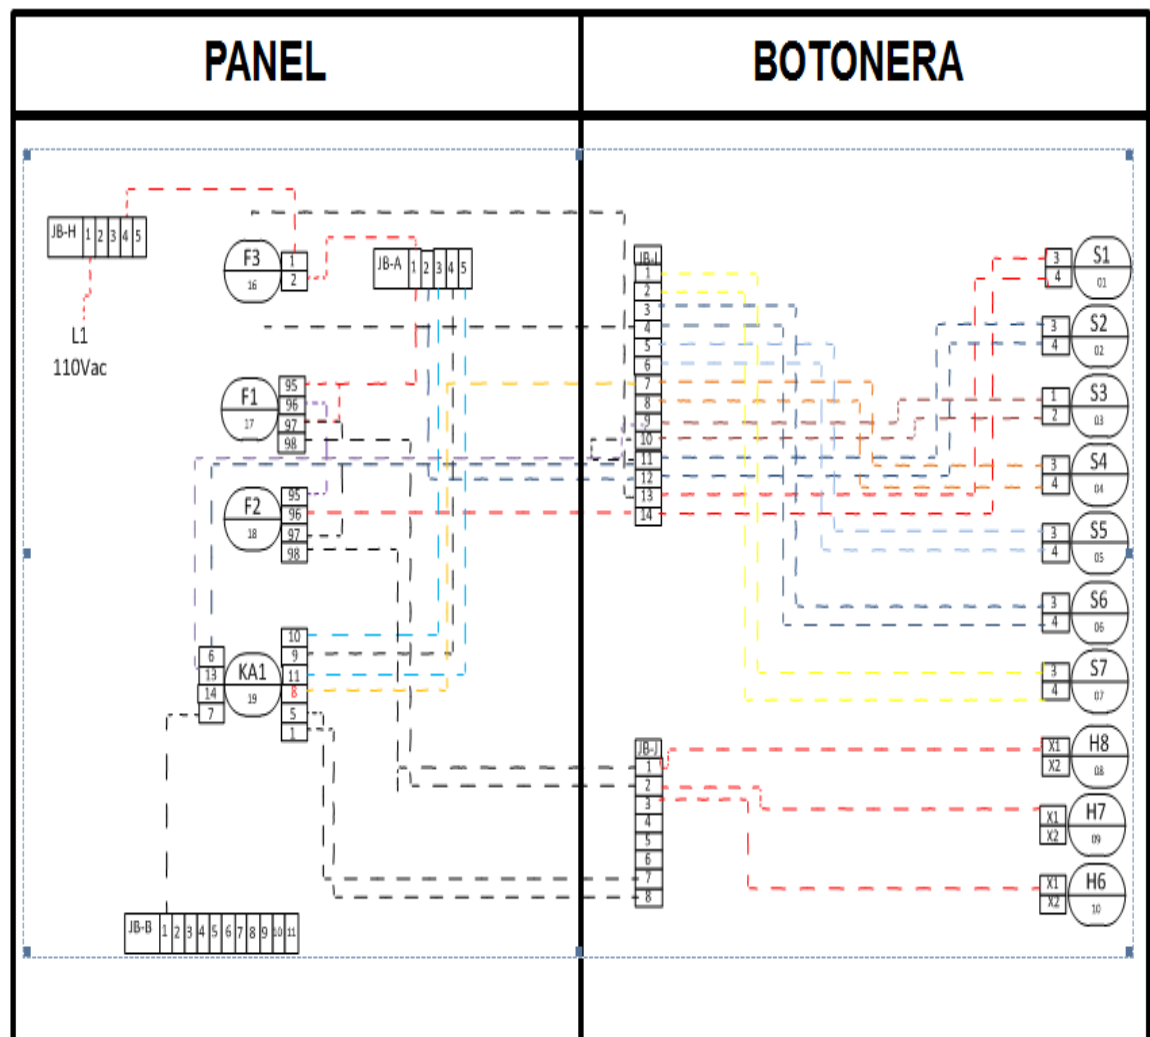 PANEL
BOTONERA
JB-H 1 2 3 4 5
L1
110Vac
F3
16
1
2
JB-A 1 2 3 4 5
F1
17
95
96
97
98
F2
18
95
96
97
98
KA1
19
6
13
14
7
10
9
11
8
5
1
JB-B 1 2 3 4 5 6 7 8 9 10 11
JB-I
1
2
3
4
5
6
7
8
9
10
11
12
13
14
JB-J
1
2
3
4
5
6
7
8
3
4
S1
01
3
4
S2
02
1
2
S3
03
3
4
S4
04
3
4
S5
05
3
4
S6
06
3
4
S7
07
X1
X2
H8
08
X1
X2
H7
09
X1
X2
H6
10